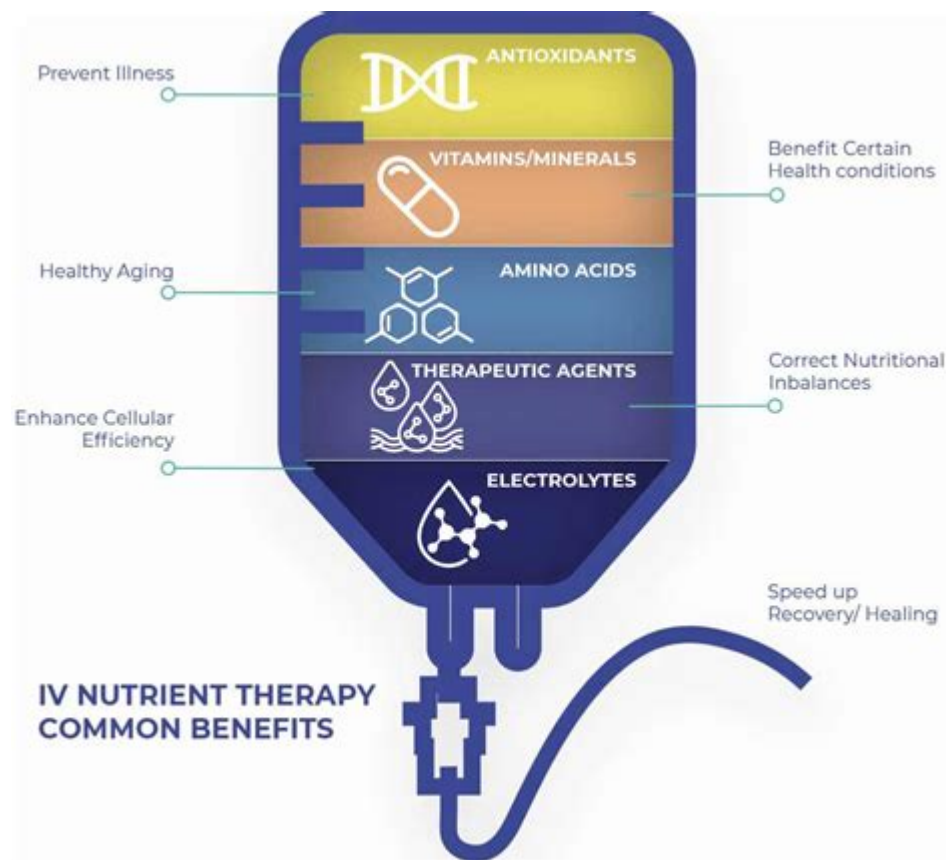 ANTIOXIDANTS
Prevent Illness
VITAMINS/MINERALS
Benefit Certain
Health conditions
AMINO ACIDS
Healthy Aging
THERAPEUTIC AGENTS
Correct Nutritional
Inbalances
Enhance Cellular
Efficiency
ELECTROLYTES
Speed up
Recovery/ Healing
IV NUTRIENT THERAPY
COMMON BENEFITS